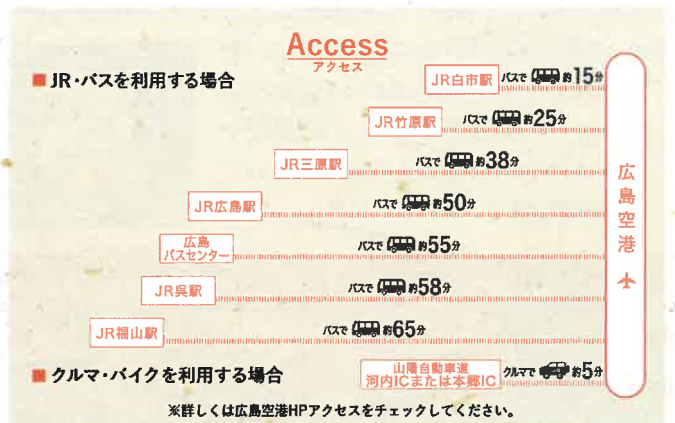 Access
アクセス
■ JR・バスを利用する場合
JR白市駅 バスで 約15分
JR竹原駅 バスで 約25分
JR三原駅 バスで 約38分
JR広島駅 バスで 約50分
広島
バスセンター バスで 約55分
JR呉駅 バスで 約58分
JR福山駅 バスで 約65分
広島空港
■ クルマ・バイクを利用する場合
山陽自動車道
河内ICまたは本郷IC クルマで 約5分
※詳しくは広島空港HPアクセスをチェックしてください。